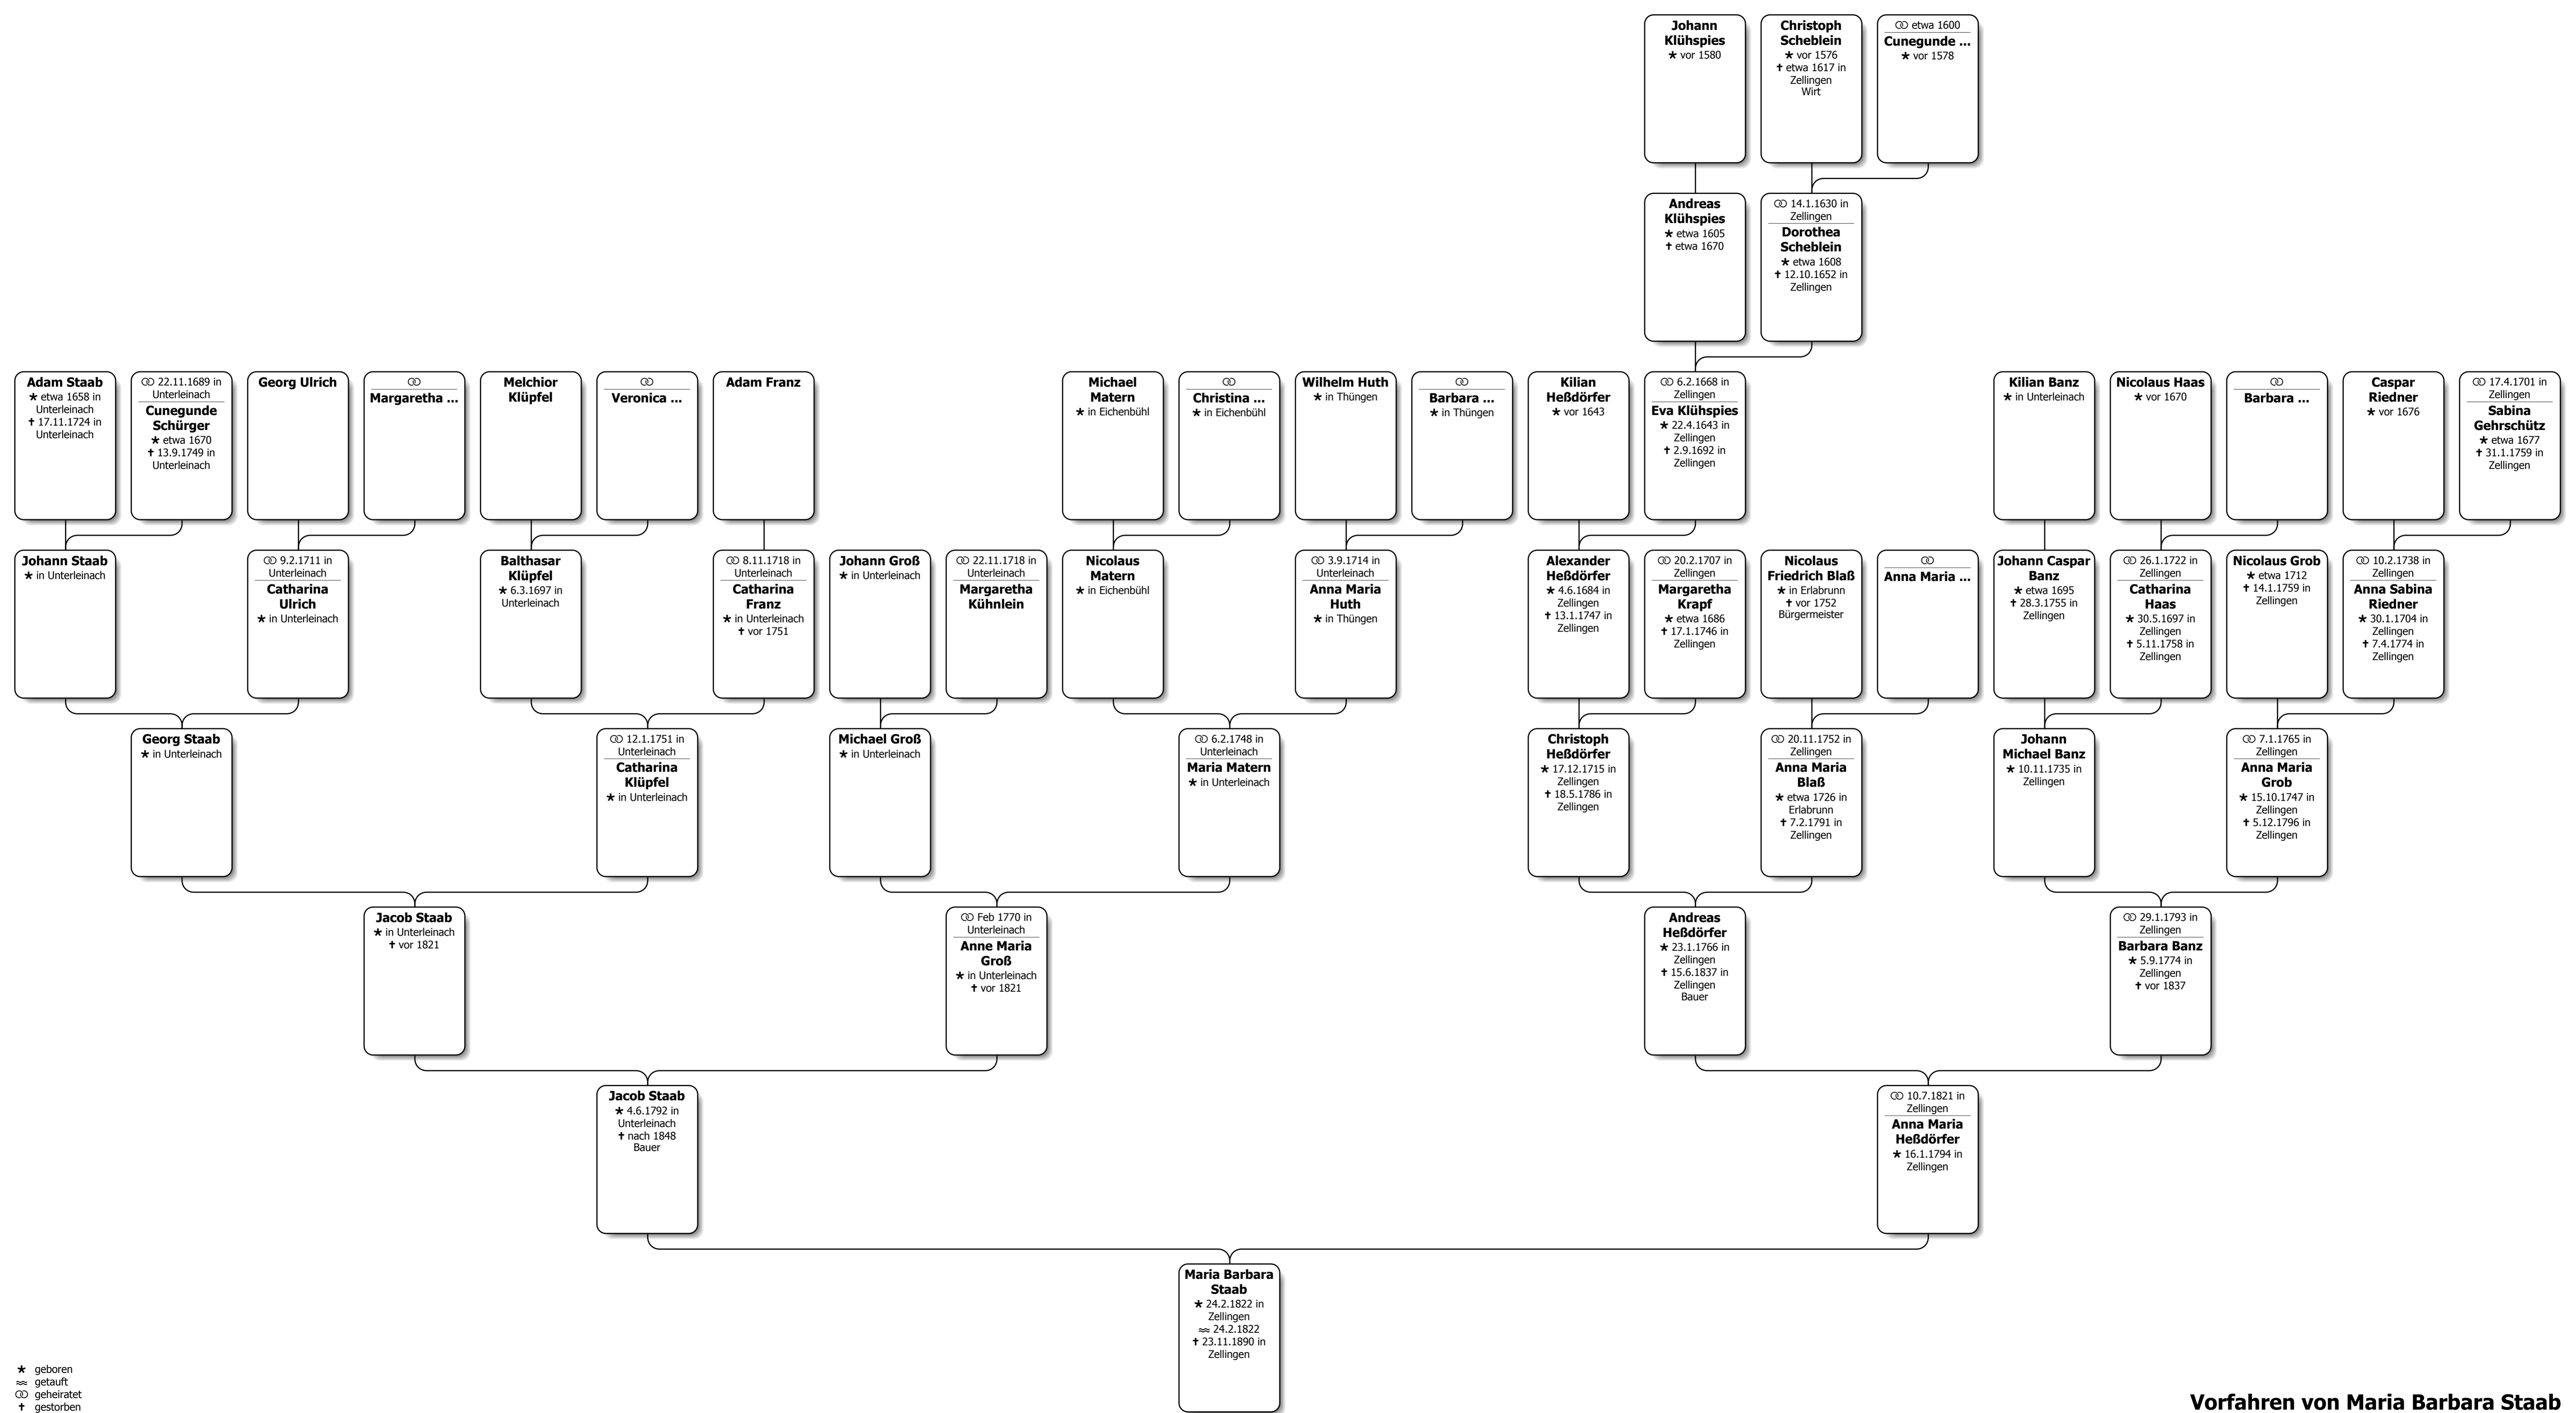 Johann
Klühspies
★ vor 1580
Christoph
Scheblein
★ vor 1576
✝ etwa 1617 in
Zellingen
Wirt
⚭ etwa 1600
Cunegunde ...
★ vor 1578
Andreas
Klühspies
★ etwa 1605
✝ etwa 1670
⚭ 14.1.1630 in
Zellingen
Dorothea
Scheblein
★ etwa 1608
✝ 12.10.1652 in
Zellingen
Adam Staab
★ etwa 1658 in
Unterleinach
✝ 17.11.1724 in
Unterleinach
⚭ 22.11.1689 in
Unterleinach
Cunegunde
Schürger
★ etwa 1670
✝ 13.9.1749 in
Unterleinach
Georg Ulrich
⚭
Margaretha ...
Melchior
Klüpfel
⚭
Veronica ...
Adam Franz
Michael
Matern
★ in Eichenbühl
⚭
Christina ...
★ in Eichenbühl
Wilhelm Huth
★ in Thüngen
⚭
Barbara ...
★ in Thüngen
Kilian
Heßdörfer
★ vor 1643
⚭ 6.2.1668 in
Zellingen
Eva Klühspies
★ 22.4.1643 in
Zellingen
✝ 2.9.1692 in
Zellingen
Kilian Banz
★ in Unterleinach
Nicolaus Haas
★ vor 1670
⚭
Barbara ...
Caspar
Riedner
★ vor 1676
⚭ 17.4.1701 in
Zellingen
Sabina
Gehrschütz
★ etwa 1677
✝ 31.1.1759 in
Zellingen
Johann Staab
★ in Unterleinach
⚭ 9.2.1711 in
Unterleinach
Catharina
Ulrich
★ in Unterleinach
Balthasar
Klüpfel
★ 6.3.1697 in
Unterleinach
⚭ 8.11.1718 in
Unterleinach
Catharina
Franz
★ in Unterleinach
✝ vor 1751
Johann Groß
★ in Unterleinach
⚭ 22.11.1718 in
Unterleinach
Margaretha
Kühnlein
Nicolaus
Matern
★ in Eichenbühl
⚭ 3.9.1714 in
Unterleinach
Anna Maria
Huth
★ in Thüngen
Alexander
Heßdörfer
★ 4.6.1684 in
Zellingen
✝ 13.1.1747 in
Zellingen
⚭ 20.2.1707 in
Zellingen
Margaretha
Krapf
★ etwa 1686
✝ 17.1.1746 in
Zellingen
Nicolaus
Friedrich Blaß
★ in Erlabrunn
✝ vor 1752
Bürgermeister
⚭
Anna Maria ...
Johann Caspar
Banz
★ etwa 1695
✝ 28.3.1755 in
Zellingen
⚭ 26.1.1722 in
Zellingen
Catharina
Haas
★ 30.5.1697 in
Zellingen
✝ 5.11.1758 in
Zellingen
Nicolaus Grob
★ etwa 1712
✝ 14.1.1759 in
Zellingen
⚭ 10.2.1738 in
Zellingen
Anna Sabina
Riedner
★ 30.1.1704 in
Zellingen
✝ 7.4.1774 in
Zellingen
Georg Staab
★ in Unterleinach
⚭ 12.1.1751 in
Unterleinach
Catharina
Klüpfel
★ in Unterleinach
Michael Groß
★ in Unterleinach
⚭ 6.2.1748 in
Unterleinach
Maria Matern
★ in Unterleinach
Christoph
Heßdörfer
★ 17.12.1715 in
Zellingen
✝ 18.5.1786 in
Zellingen
⚭ 20.11.1752 in
Zellingen
Anna Maria
Blaß
★ etwa 1726 in
Erlabrunn
✝ 7.2.1791 in
Zellingen
Johann
Michael Banz
★ 10.11.1735 in
Zellingen
⚭ 7.1.1765 in
Zellingen
Anna Maria
Grob
★ 15.10.1747 in
Zellingen
✝ 5.12.1796 in
Zellingen
Jacob Staab
★ in Unterleinach
✝ vor 1821
⚭ Feb 1770 in
Unterleinach
Anne Maria
Groß
★ in Unterleinach
✝ vor 1821
Andreas
Heßdörfer
★ 23.1.1766 in
Zellingen
✝ 15.6.1837 in
Zellingen
Bauer
⚭ 29.1.1793 in
Zellingen
Barbara Banz
★ 5.9.1774 in
Zellingen
✝ vor 1837
Jacob Staab
★ 4.6.1792 in
Unterleinach
✝ nach 1848
Bauer
⚭ 10.7.1821 in
Zellingen
Anna Maria
Heßdörfer
★ 16.1.1794 in
Zellingen
Maria Barbara
Staab
★ 24.2.1822 in
Zellingen
≈ 24.2.1822
✝ 23.11.1890 in
Zellingen
★ geboren
≈ getauft
⚭ geheiratet
✝ gestorben
Vorfahren von Maria Barbara Staab